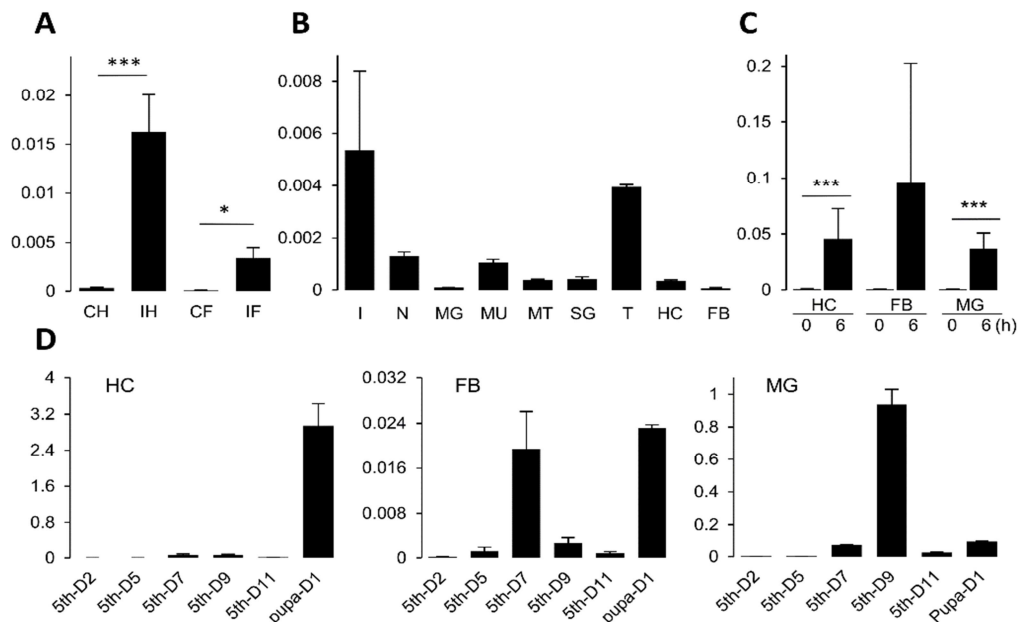 A
***
*
0.02
0.015
0.01
0.005
0
CH IH CF IF
B
0.008
0.006
0.004
0.002
0
I N MG MU MT SG T HC FB
C
0.2
0.15
0.1
0.05
0
***
***
HC FB MG
0 6 0 6 0 6 (h)
D
HC
4
3.2
2.4
1.6
0.8
0
5th-D2 5th-D5 5th-D7 5th-D9 5th-D11 pupa-D1
FB
0.032
0.024
0.016
0.008
0
5th-D2 5th-D5 5th-D7 5th-D9 5th-D11 pupa-D1
MG
1
0.8
0.6
0.4
0.2
0
5th-D2 5th-D5 5th-D7 5th-D9 5th-D11 Pupa-D1